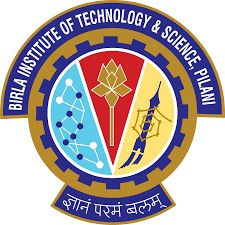 BIRLA INSTITUTE OF TECHNOLOGY & SCIENCE, PILANI
ज्ञानं परमं बलम्